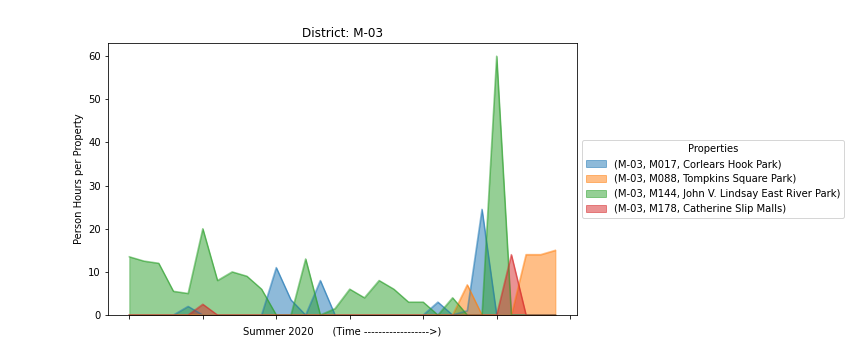 District: M-03
60
50
40
30
20
10
0
Person Hours per Property
Summer 2020 (Time ------------------>)
Properties
(M-03, M017, Corlears Hook Park)
(M-03, M088, Tompkins Square Park)
(M-03, M144, John V. Lindsay East River Park)
(M-03, M178, Catherine Slip Malls)